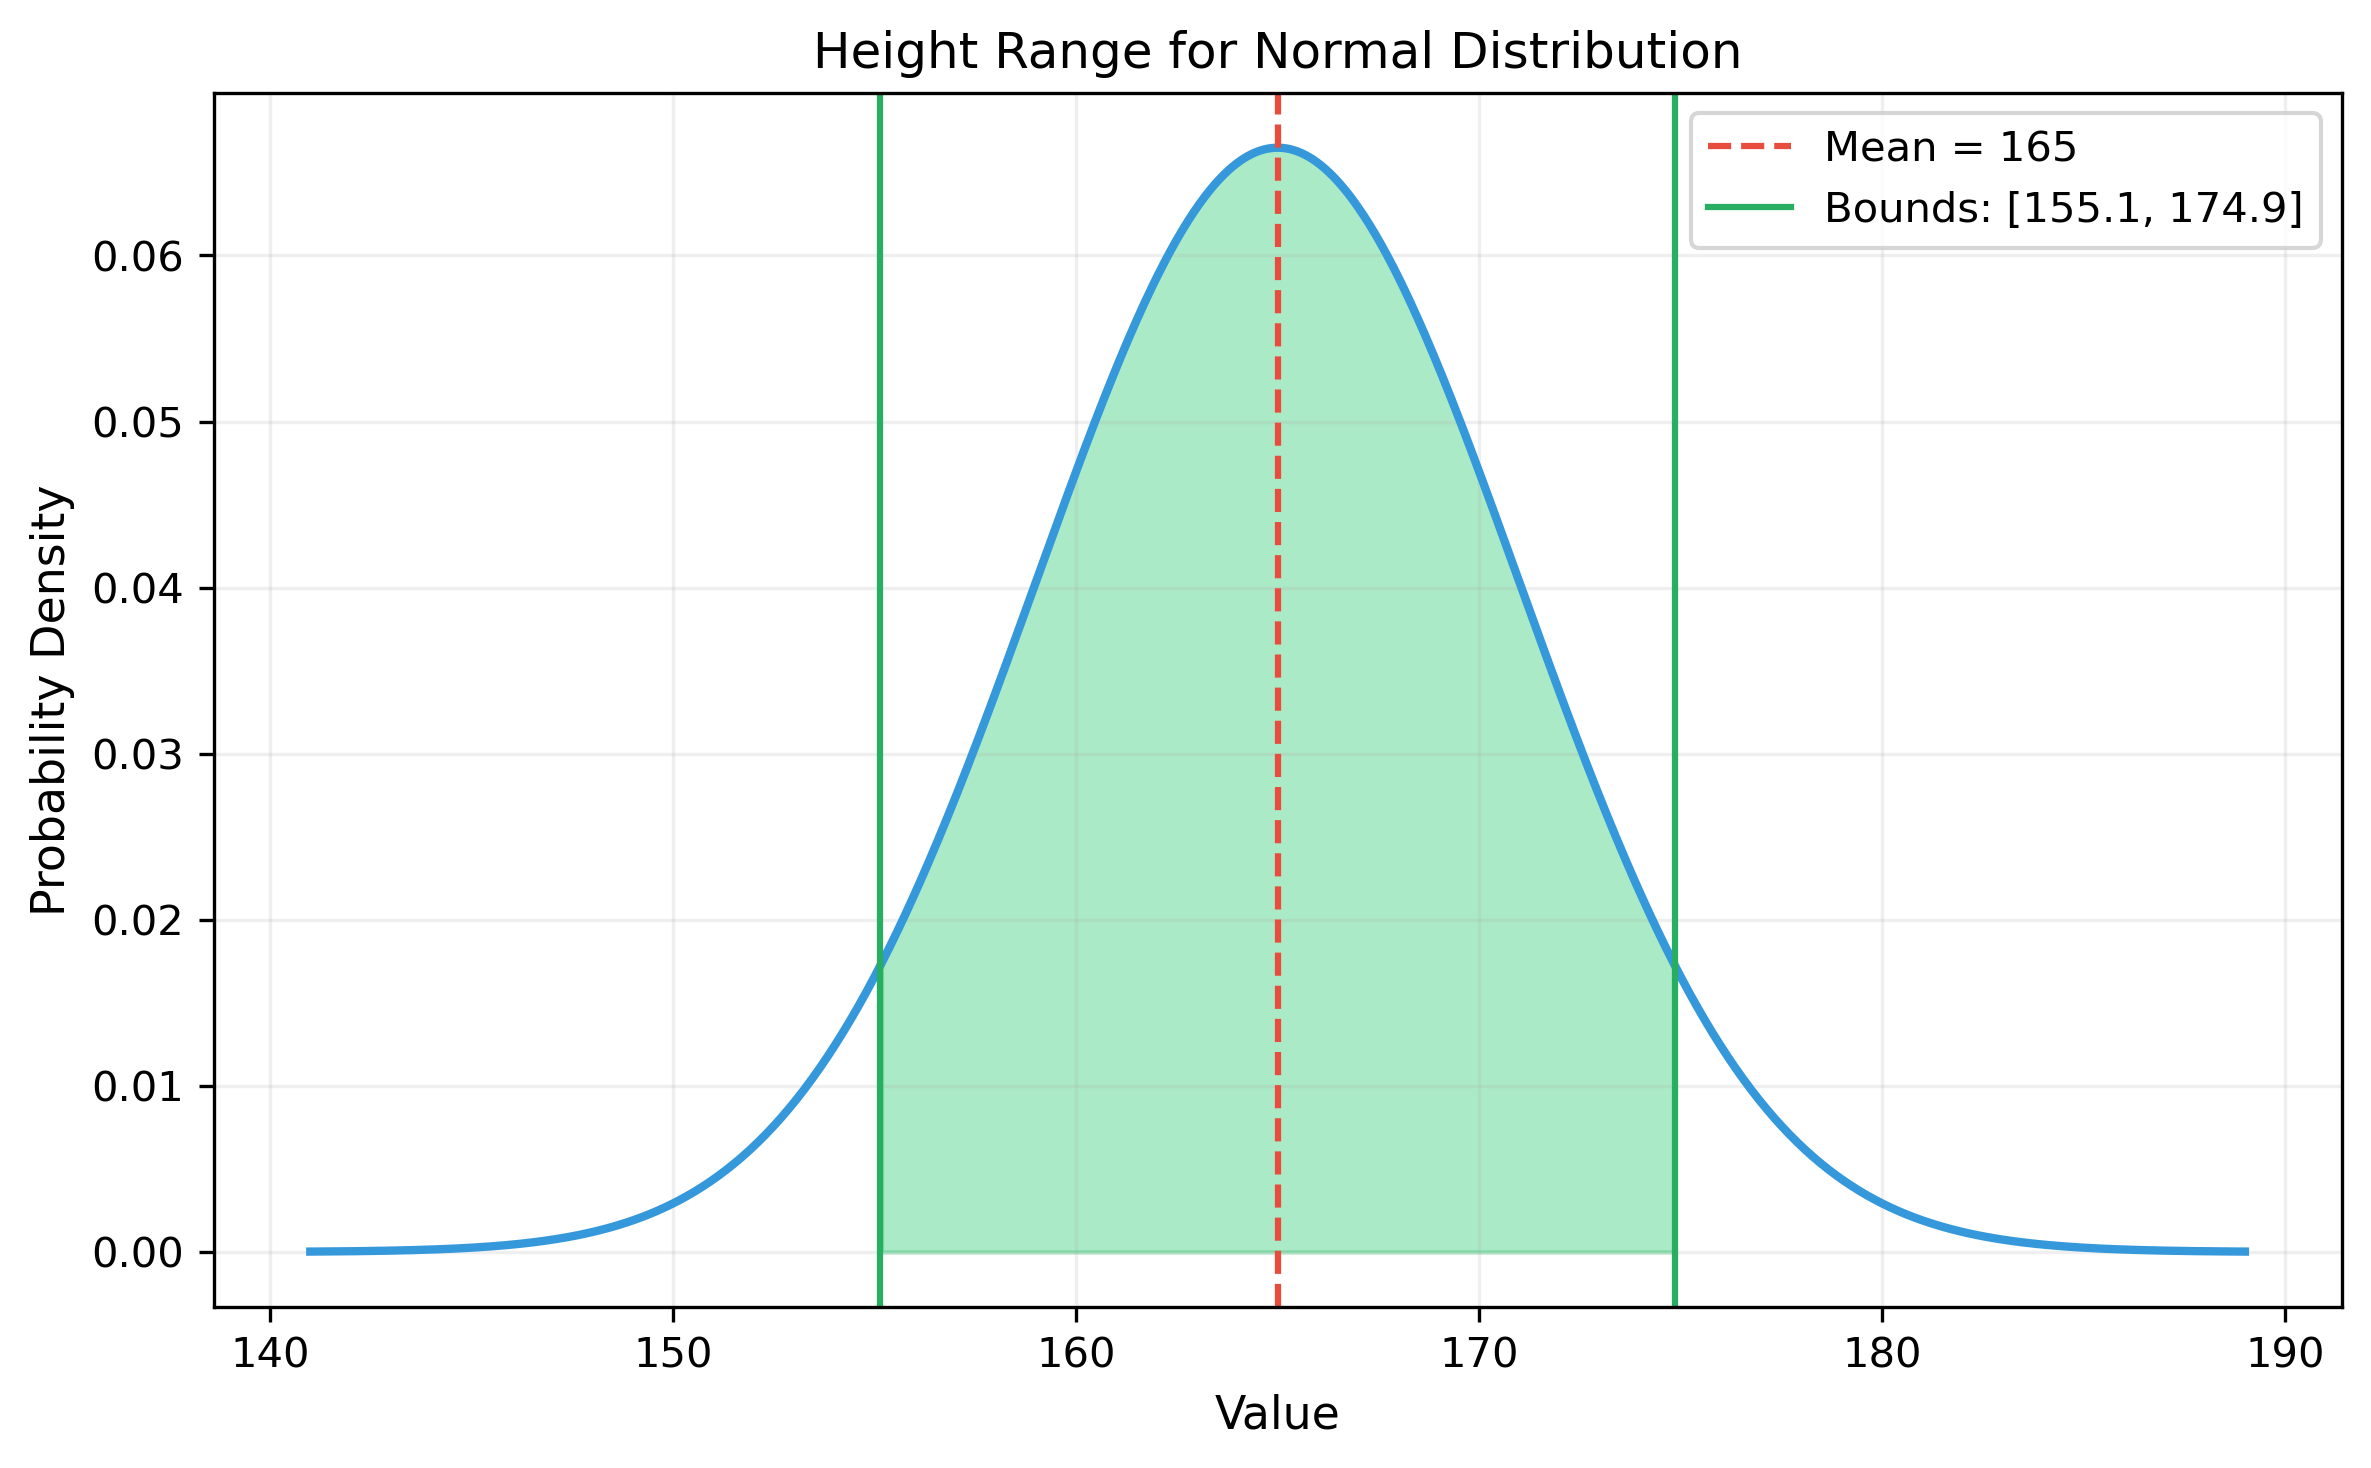 Height Range for Normal Distribution
Mean = 165
Bounds: [155.1, 174.9]
Probability Density
0.06
0.05
0.04
0.03
0.02
0.01
0.00
140 150 160 170 180 190
Value